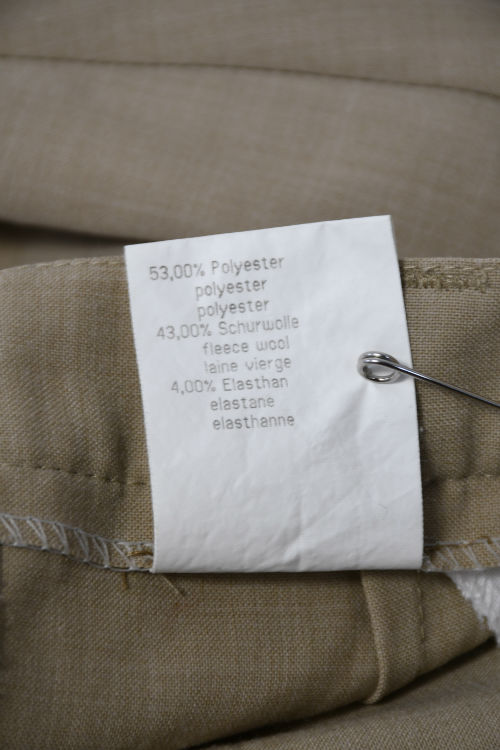 53,00% Polyester
polyester
polyester
43,00% Schurwolle
fleece wool
laine vierge
4,00% Elasthan
elastane
elasthanne